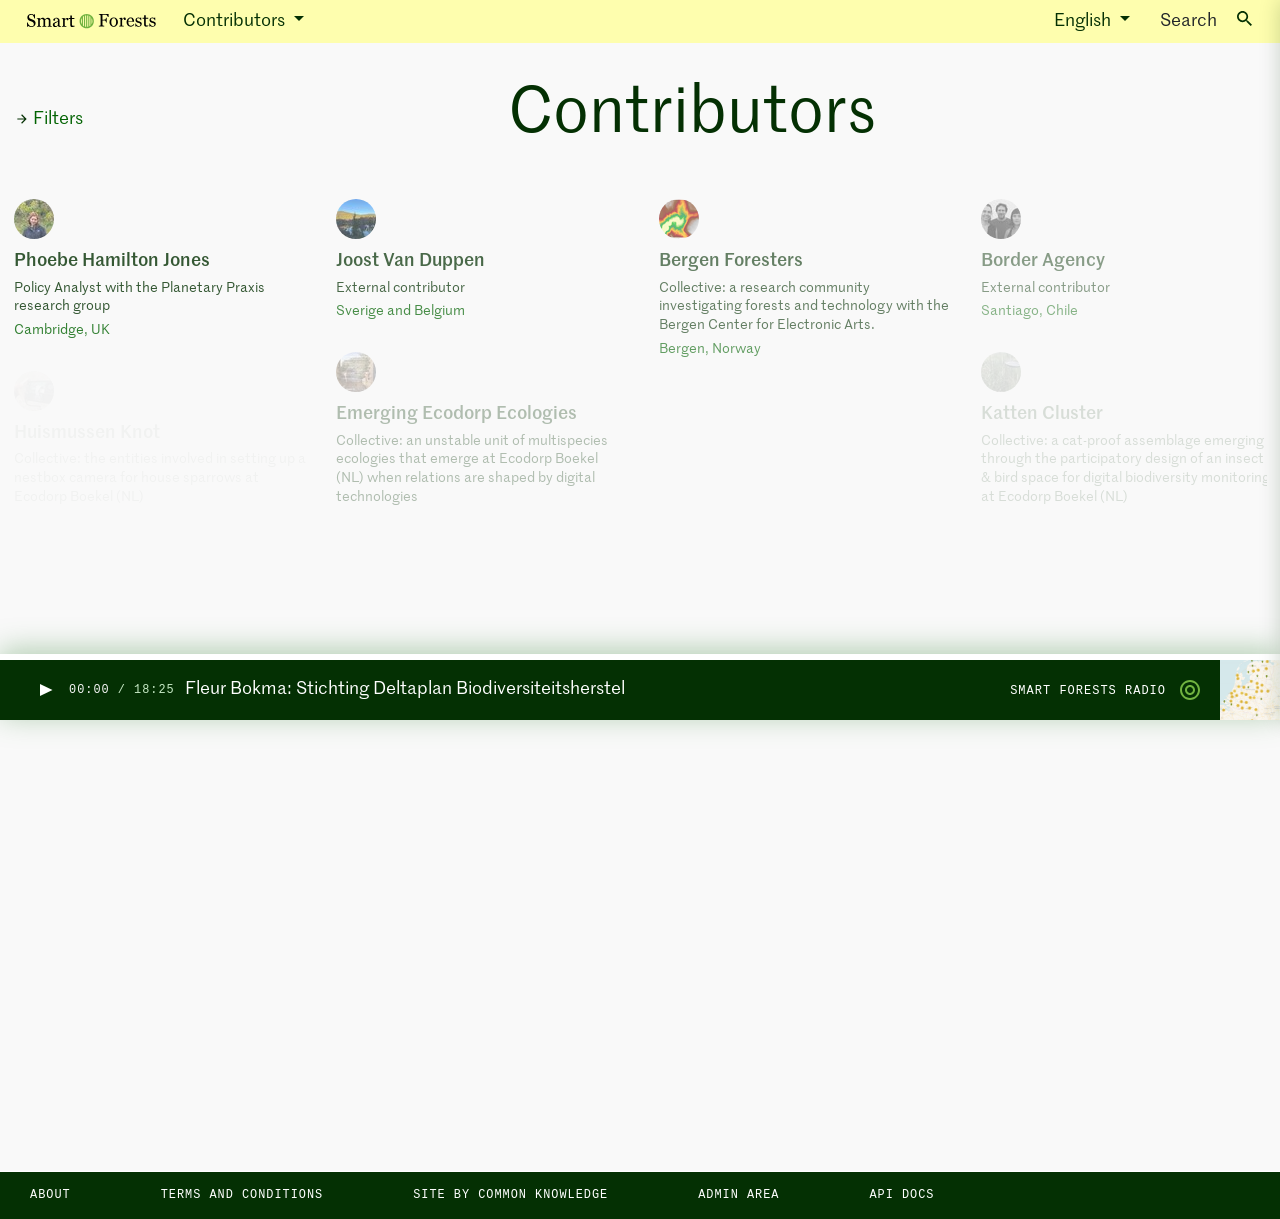 Smart Forests
Contributors
English
Search
Filters
Contributors
Phoebe Hamilton Jones
Policy Analyst with the Planetary Praxis
research group
Cambridge, UK
Joost Van Duppen
External contributor
Sverige and Belgium
Bergen Foresters
Collective: a research community
investigating forests and technology with the
Bergen Center for Electronic Arts.
Bergen, Norway
Border Agency
External contributor
Santiago, Chile
Huismussen Knot
Collective: the entities involved in setting up a
nestbox camera for house sparrows at
Ecodorp Boekel (NL)
Emerging Ecodorp Ecologies
Collective: an unstable unit of multispecies
ecologies that emerge at Ecodorp Boekel
(NL) when relations are shaped by digital
technologies
Katten Cluster
Collective: a cat-proof assemblage emerging
through the participatory design of an insect
& bird space for digital biodiversity monitoring
at Ecodorp Boekel (NL)
00:00 / 18:25
Fleur Bokma: Stichting Deltaplan Biodiversiteitsherstel
SMART FORESTS RADIO
ABOUT
TERMS AND CONDITIONS
SITE BY COMMON KNOWLEDGE
ADMIN AREA
API DOCS